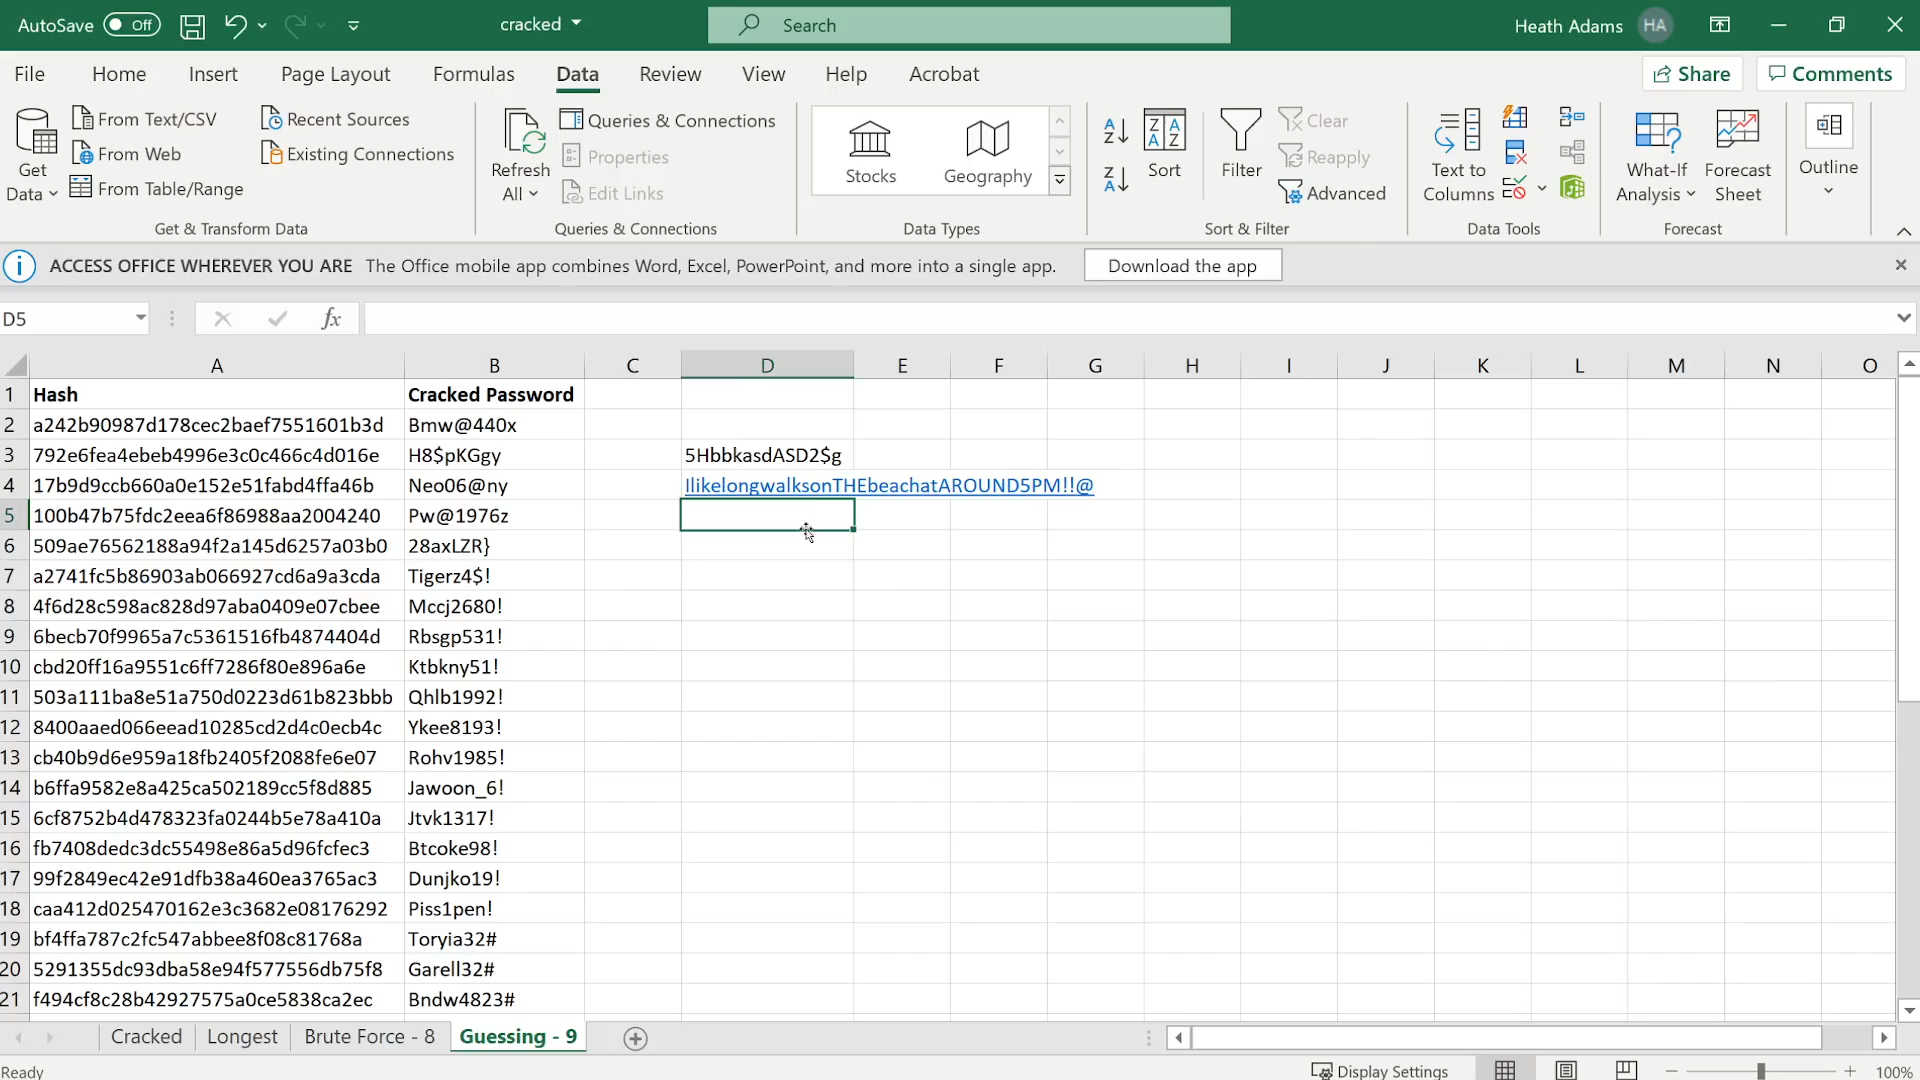 AutoSave Off cracked Search Heath Adams HA
File Home Insert Page Layout Formulas Data Review View Help Acrobat Share Comments
Get Data From Text/CSV From Web From Table/Range Recent Sources Existing Connections
Refresh All Queries & Connections Properties Edit Links
Stocks Geography
Sort Filter Clear Reapply Advanced
Text to Columns What-If Analysis Forecast Sheet Outline
Get & Transform Data Queries & Connections Data Types Sort & Filter Data Tools Forecast
ACCESS OFFICE WHEREVER YOU ARE The Office mobile app combines Word, Excel, PowerPoint, and more into a single app. Download the app
D5 fx
A B C D E F G H I J K L M N O
1 Hash Cracked Password
2 a242b90987d178cec2baef7551601b3d Bmw@440x
3 792e6fea4ebeb4996e3c0c466c4d016e H8$pKGgy 5HbbkasdASD2$g
4 17b9d9ccb660a0e152e51fabd4ffa46b Neo06@ny IlikelongwalksonTHEbeachatAROUND5PM!!@
5 100b47b75fdc2eea6f86988aa2004240 Pw@1976z
6 509ae76562188a94f2a145d6257a03b0 28axLZR}
7 a2741fc5b86903ab066927cd6a9a3cda Tigerz4$!
8 4f6d28c598ac828d97aba0409e07cbee Mccj2680!
9 6becb70f9965a7c5361516fb4874404d Rbsgp531!
10 cbd20ff16a9551c6ff7286f80e896a6e Ktbkny51!
11 503a111ba8e51a750d0223d61b823bbb Qhlb1992!
12 8400aaed066eead10285cd2d4c0ecb4c Ykee8193!
13 cb40b9d6e959a18fb2405f2088fe6e07 Rohv1985!
14 b6ffa9582e8a425ca502189cc5f8d885 Jawoon_6!
15 6cf8752b4d478323fa0244b5e78a410a Jtvk1317!
16 fb7408dedc3dc55498e86a5d96fcfec3 Btcoke98!
17 99f2849ec42e91dfb38a460ea3765ac3 Dunjko19!
18 caa412d025470162e3c3682e08176292 Piss1pen!
19 bf4ffa787c2fc547abbee8f08c81768a Toryia32#
20 5291355dc93dba58e94f577556db75f8 Garell32#
21 f494cf8c28b42927575a0ce5838ca2ec Bndw4823#
Cracked Longest Brute Force - 8 Guessing - 9
Ready Display Settings 100%